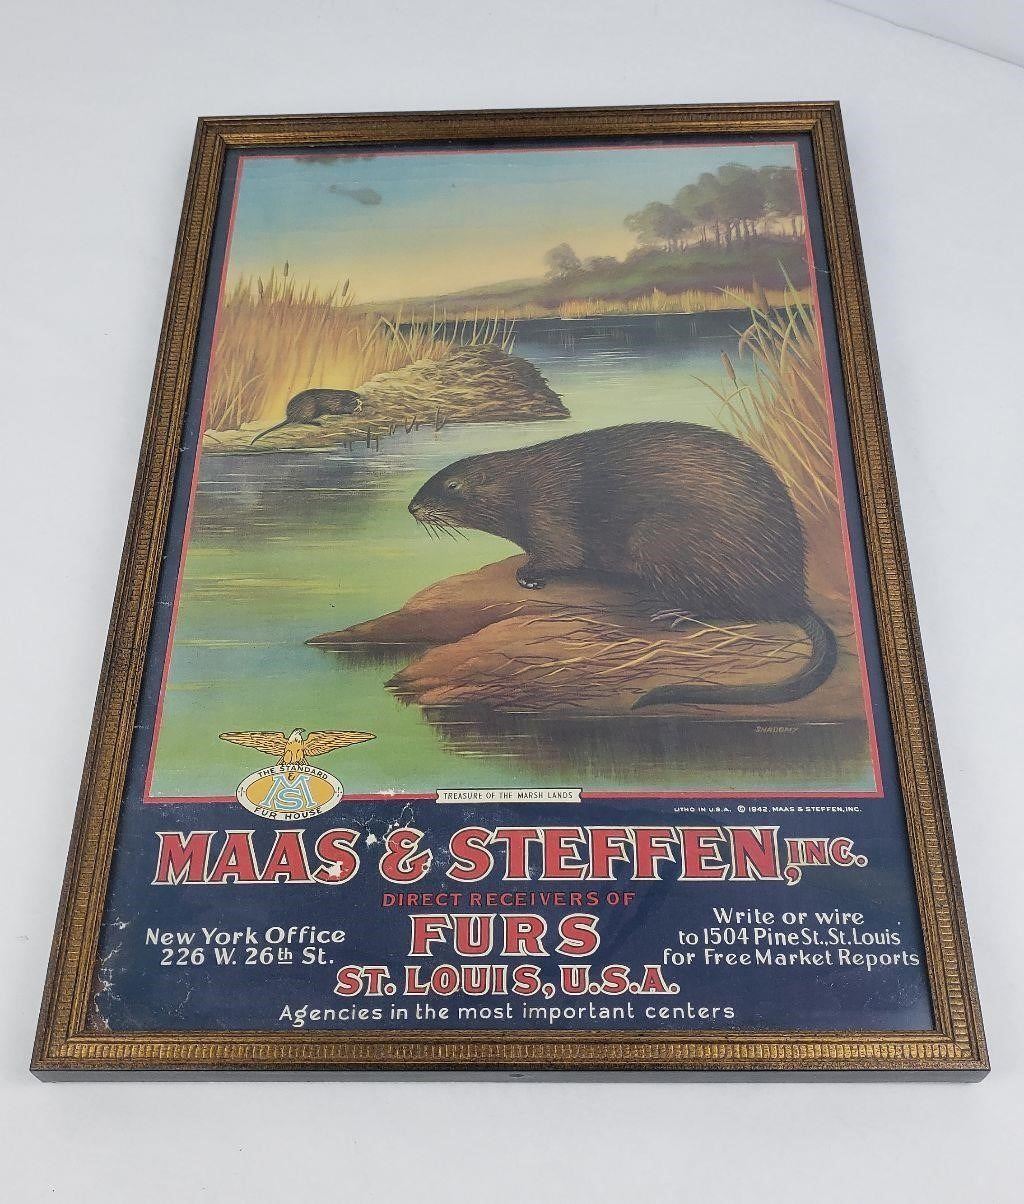 SHADOMY
THE STANDARD
M&S
FUR HOUSE
TREASURE OF THE MARSH LANDS
LITHO IN U.S.A. © 1942, MAAS & STEFFEN, INC.
MAAS & STEFFEN, INC.
DIRECT RECEIVERS OF
FURS
ST. LOUIS, U.S.A.
New York Office
226 W. 26th St.
Write or wire
to 1504 Pine St., St. Louis
for Free Market Reports
Agencies in the most important centers